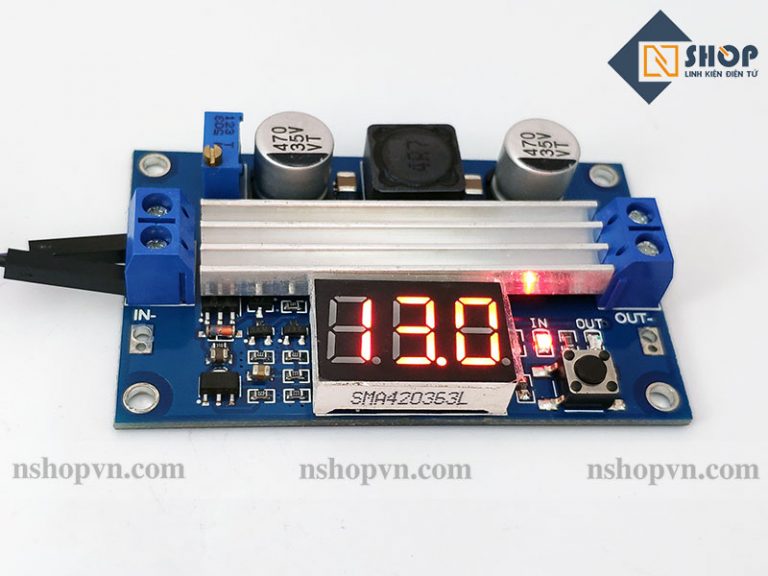 N SHOP
LINH KIỆN ĐIỆN TỬ
470
35V
VT
4R7
470
35V
VT
IN-
13.0
IN
OUT
OUT-
SMA420363L
nshopvn.com nshopvn.com nshopvn.com